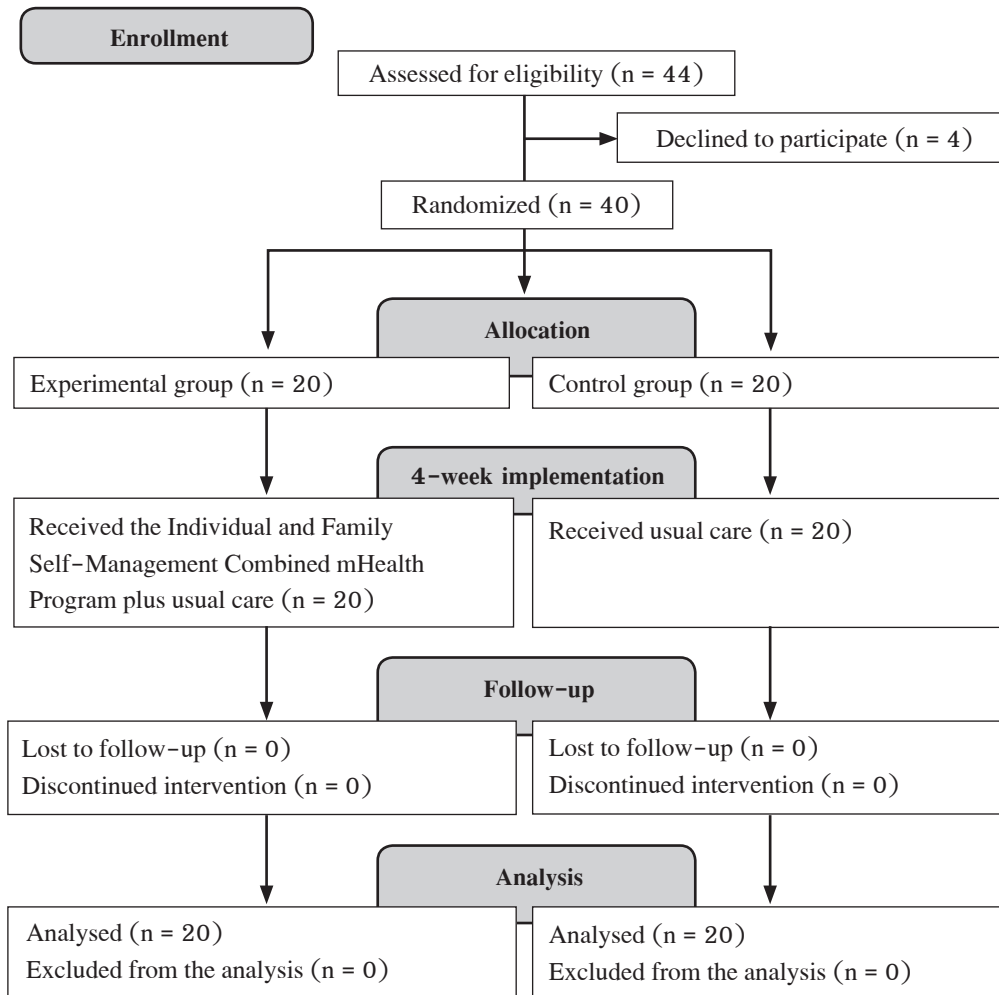 Enrollment
Assessed for eligibility (n = 44)
Declined to participate (n = 4)
Randomized (n = 40)
Allocation
Experimental group (n = 20)
Control group (n = 20)
4-week implementation
Received the Individual and Family
Self-Management Combined mHealth
Program plus usual care (n = 20)
Received usual care (n = 20)
Follow-up
Lost to follow-up (n = 0)
Discontinued intervention (n = 0)
Lost to follow-up (n = 0)
Discontinued intervention (n = 0)
Analysis
Analysed (n = 20)
Excluded from the analysis (n = 0)
Analysed (n = 20)
Excluded from the analysis (n = 0)